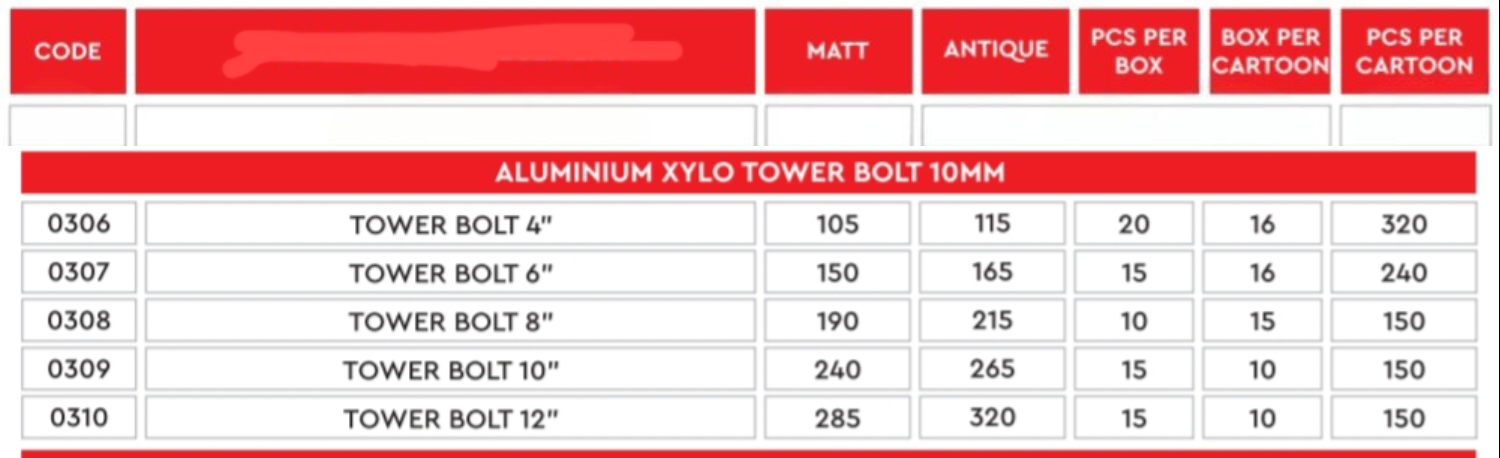 CODE MATT ANTIQUE PCS PER BOX BOX PER CARTOON PCS PER CARTOON
ALUMINIUM XYLO TOWER BOLT 10MM
0306 TOWER BOLT 4" 105 115 20 16 320
0307 TOWER BOLT 6" 150 165 15 16 240
0308 TOWER BOLT 8" 190 215 10 15 150
0309 TOWER BOLT 10" 240 265 15 10 150
0310 TOWER BOLT 12" 285 320 15 10 150